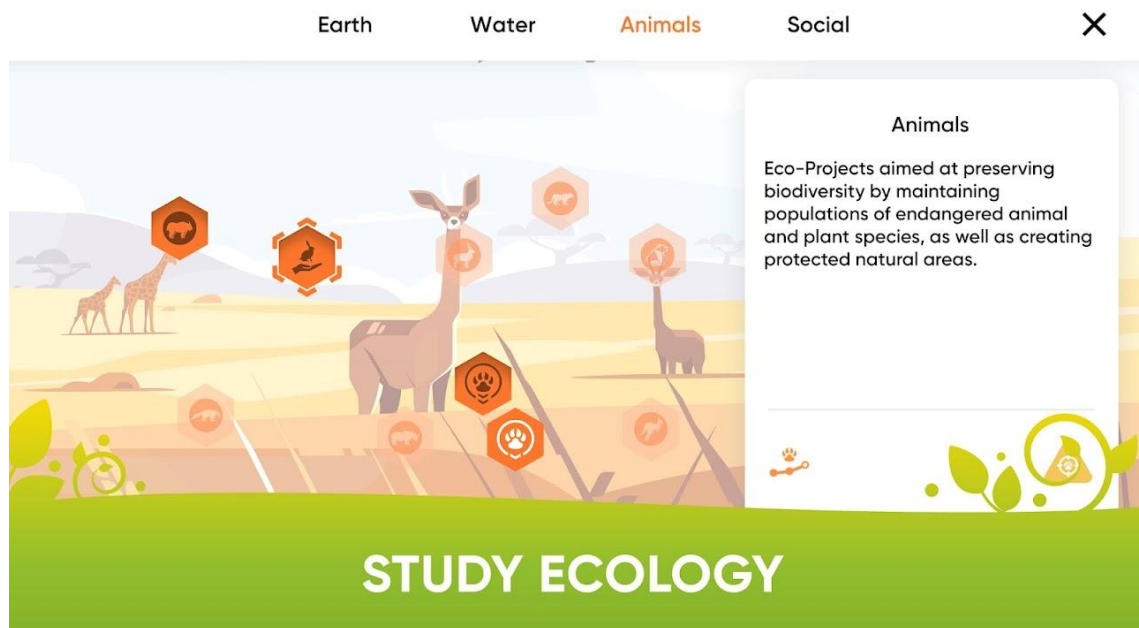 Earth Water Animals Social
Animals
Eco-Projects aimed at preserving
biodiversity by maintaining
populations of endangered animal
and plant species, as well as creating
protected natural areas.
STUDY ECOLOGY